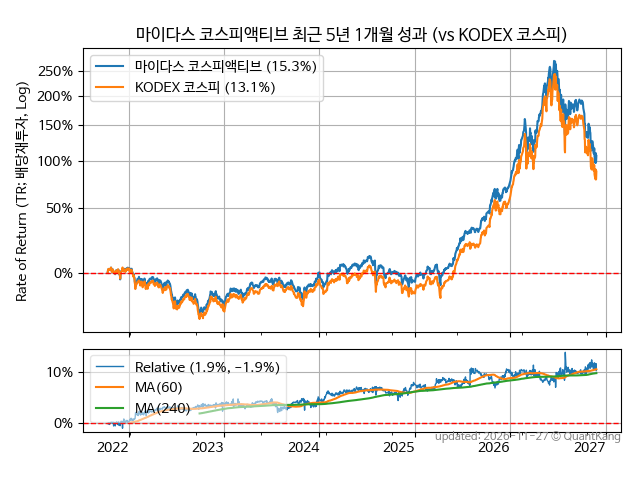 마이다스 코스피액티브 최근 5년 1개월 성과 (vs KODEX 코스피)
Rate of Return (TR; 배당재투자, Log)
250%
200%
150%
100%
50%
0%
마이다스 코스피액티브 (15.3%)
KODEX 코스피 (13.1%)
10%
0%
Relative (1.9%, −1.9%)
MA(60)
MA(240)
2022 2023 2024 2025 2026 2027
updated: 2026-11-27 © QuantKang